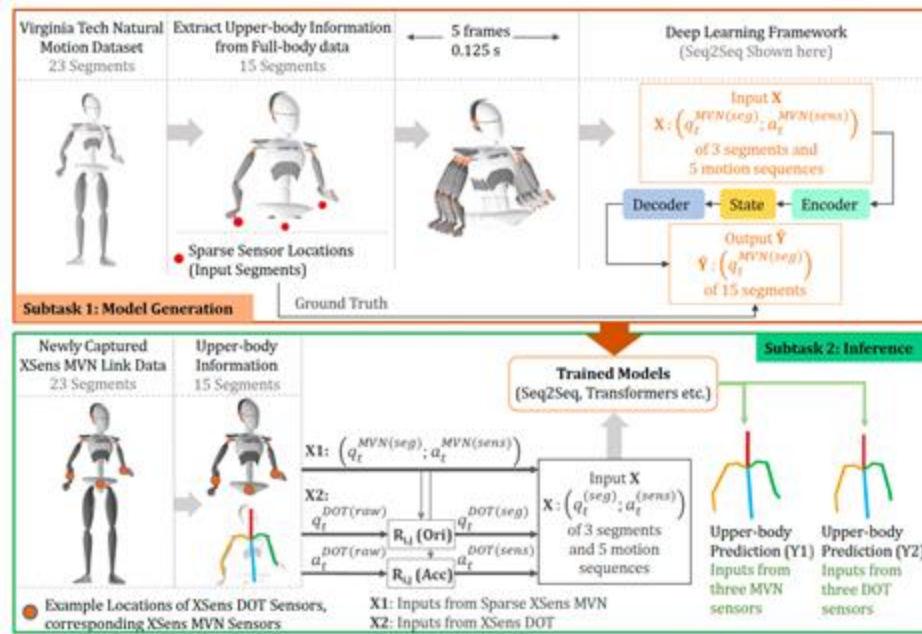 Virginia Tech Natural
Motion Dataset
23 Segments
Extract Upper-body Information
from Full-body data
15 Segments
5 frames
0.125 s
Deep Learning Framework
(Seq2Seq Shown here)
Input X
X : (q_t^{MVN(seg)}; a_t^{MVN(sens)})
of 3 segments and
5 motion sequences
Decoder
State
Encoder
Output Ŷ
Ŷ : (q_t^{MVN(seg)})
of 15 segments
Sparse Sensor Locations
(Input Segments)
Ground Truth
Subtask 1: Model Generation
Subtask 2: Inference
Newly Captured
XSens MVN Link Data
23 Segments
Upper-body
Information
15 Segments
Trained Models
(Seq2Seq, Transformers etc.)
X1: (q_t^{MVN(seg)}; a_t^{MVN(sens)})
X2:
q_t^{DOT(raw)}
R_{i,j} (Ori)
q_t^{DOT(seg)}
a_t^{DOT(raw)}
R_{i,j} (Acc)
a_t^{DOT(sens)}
Input X
X : (q_t^{(seg)}; a_t^{(sens)})
of 3 segments
and 5 motion
sequences
Upper-body
Prediction (Y1)
Inputs from
three MVN
sensors
Upper-body
Prediction (Y2)
Inputs from
three DOT
sensors
Example Locations of XSens DOT Sensors,
corresponding XSens MVN Sensors
X1: Inputs from Sparse XSens MVN
X2: Inputs from XSens DOT